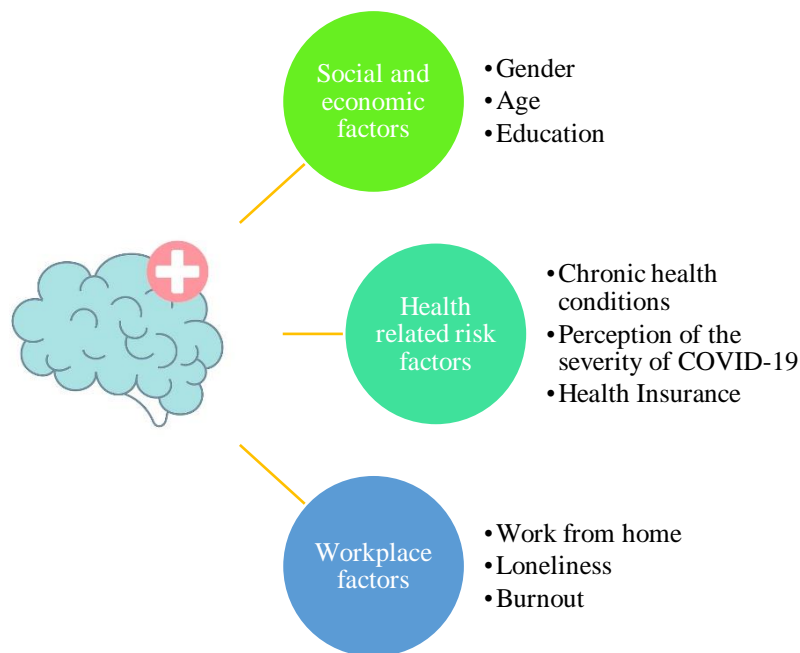 Social and
economic
factors
•Gender
•Age
•Education
Health
related risk
factors
•Chronic health
conditions
•Perception of the
severity of COVID-19
•Health Insurance
Workplace
factors
•Work from home
•Loneliness
•Burnout